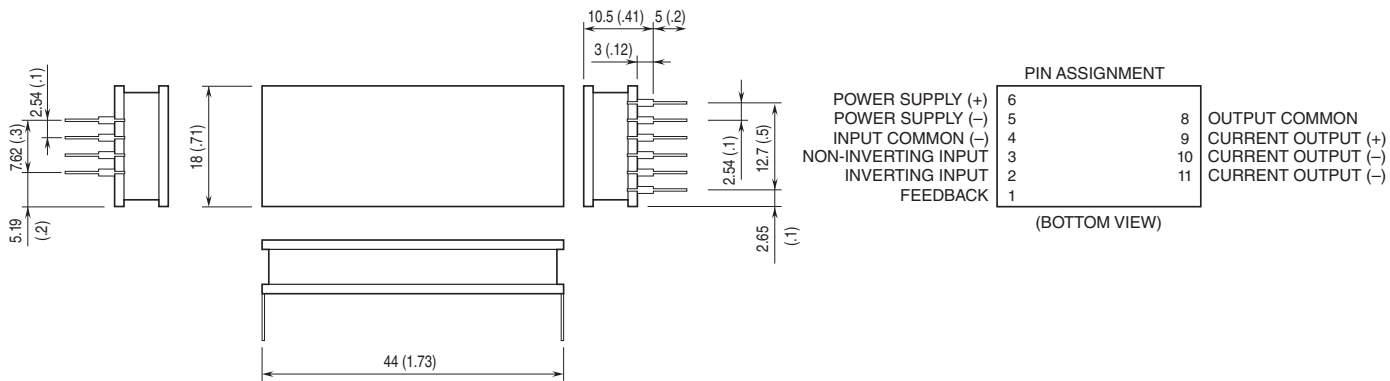 10.5 (.41)
5 (.2)
3 (.12)
2.54 (.1)
7.62 (.3)
5.19
(.2)
18 (.71)
2.54 (.1)
12.7 (.5)
2.65
(.1)
44 (1.73)
PIN ASSIGNMENT
POWER SUPPLY (+) 6
POWER SUPPLY (–) 5
INPUT COMMON (–) 4
NON-INVERTING INPUT 3
INVERTING INPUT 2
FEEDBACK 1
8 OUTPUT COMMON
9 CURRENT OUTPUT (+)
10 CURRENT OUTPUT (–)
11 CURRENT OUTPUT (–)
(BOTTOM VIEW)